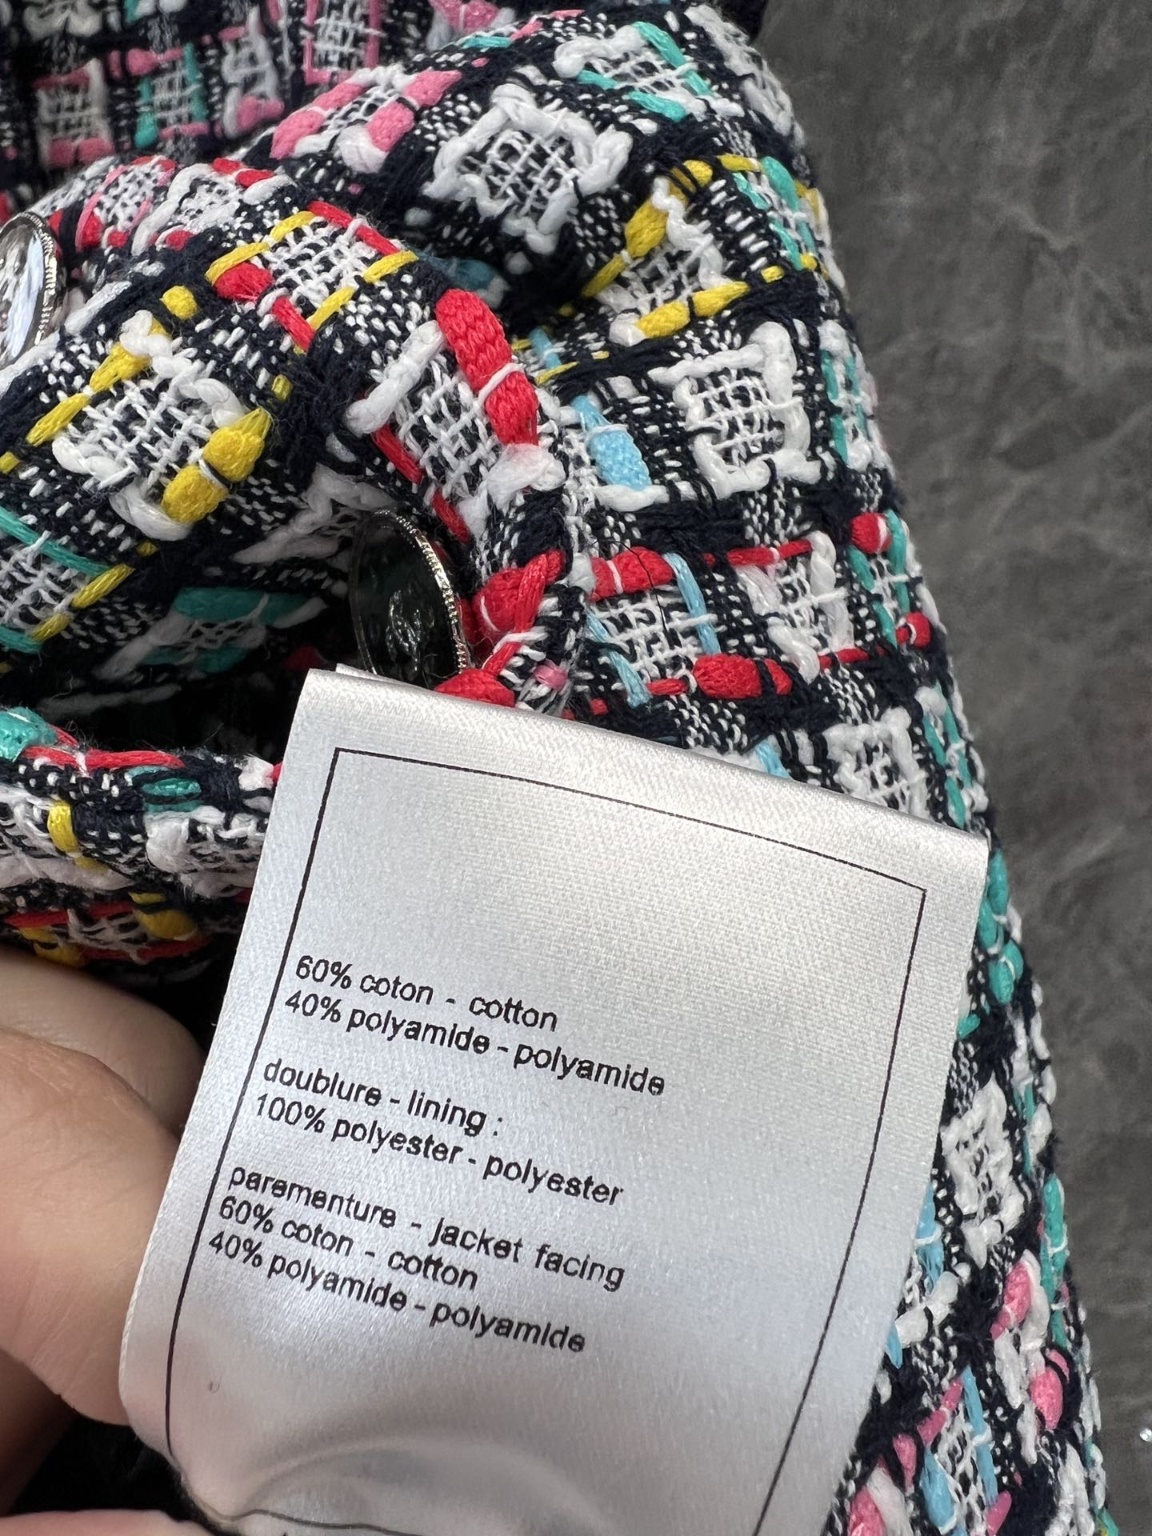 60% coton - cotton
40% polyamide - polyamide
doublure - lining :
100% polyester - polyester
parementure - jacket facing
60% coton - cotton
40% polyamide - polyamide